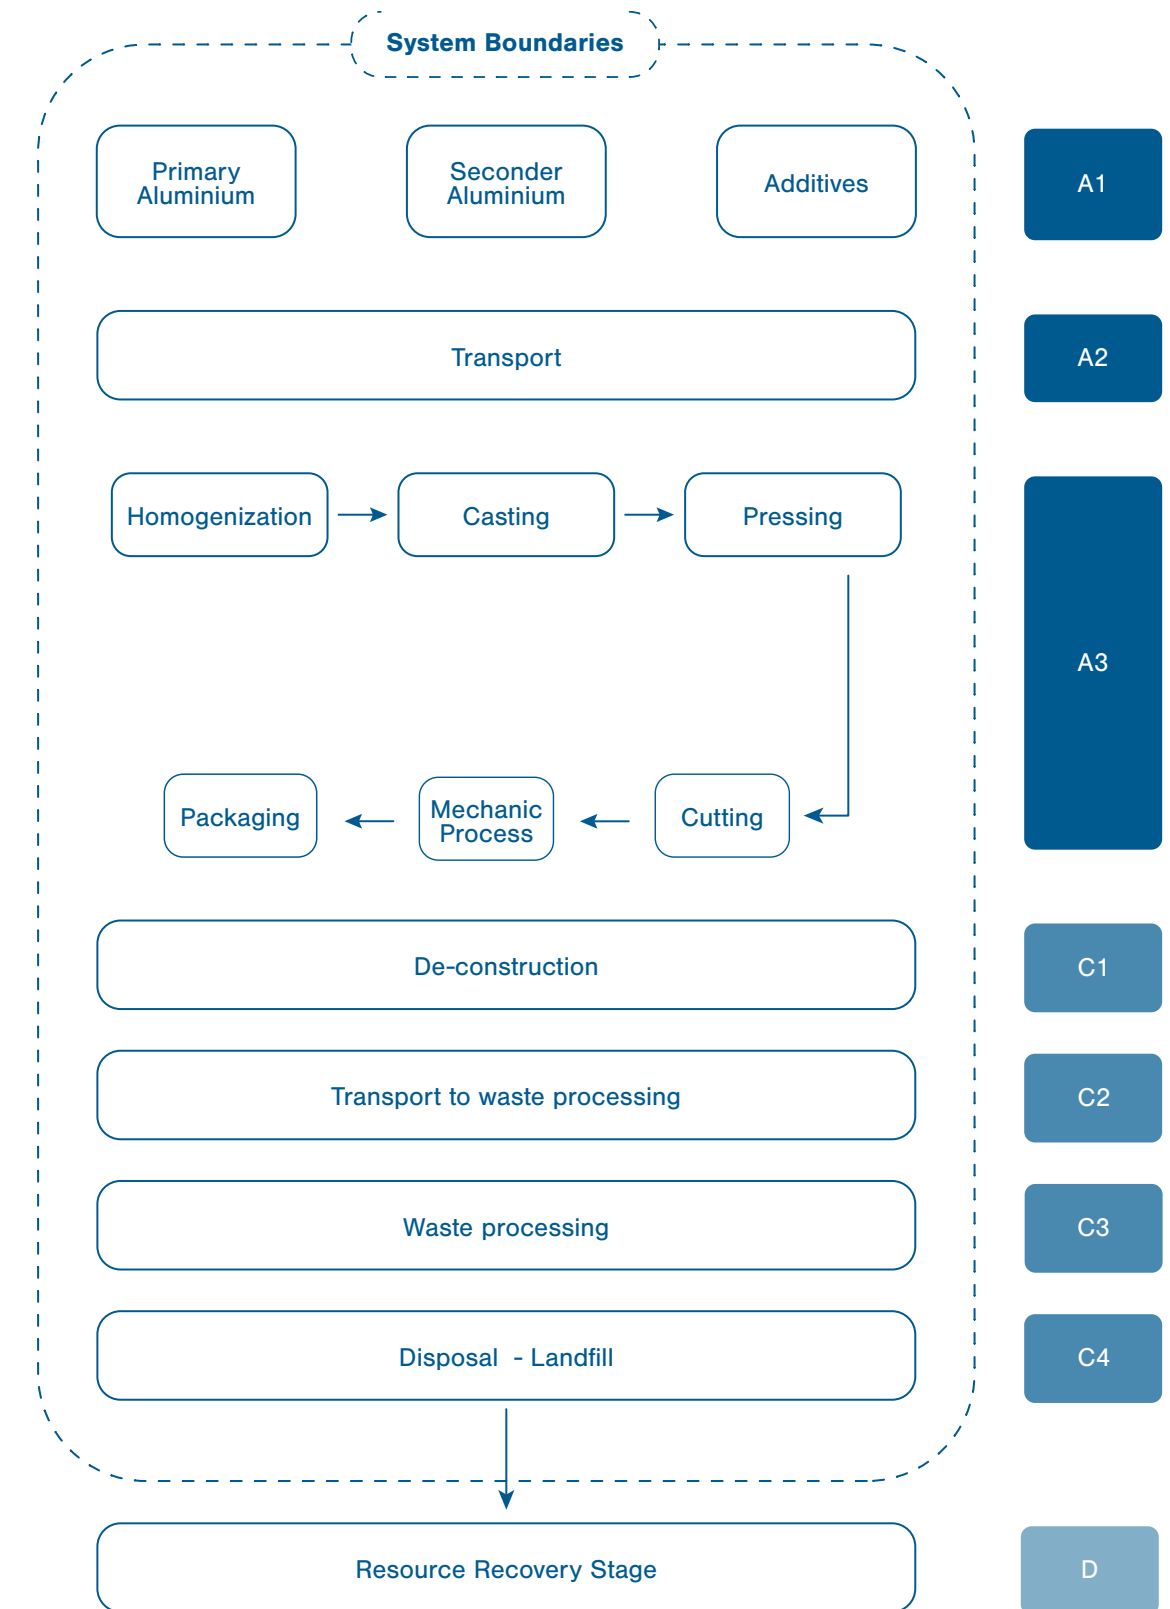 System Boundaries
Primary
Aluminium
Seconder
Aluminium
Additives
A1
Transport
A2
Homogenization
Casting
Pressing
A3
Packaging
Mechanic
Process
Cutting
De-construction
C1
Transport to waste processing
C2
Waste processing
C3
Disposal - Landfill
C4
Resource Recovery Stage
D